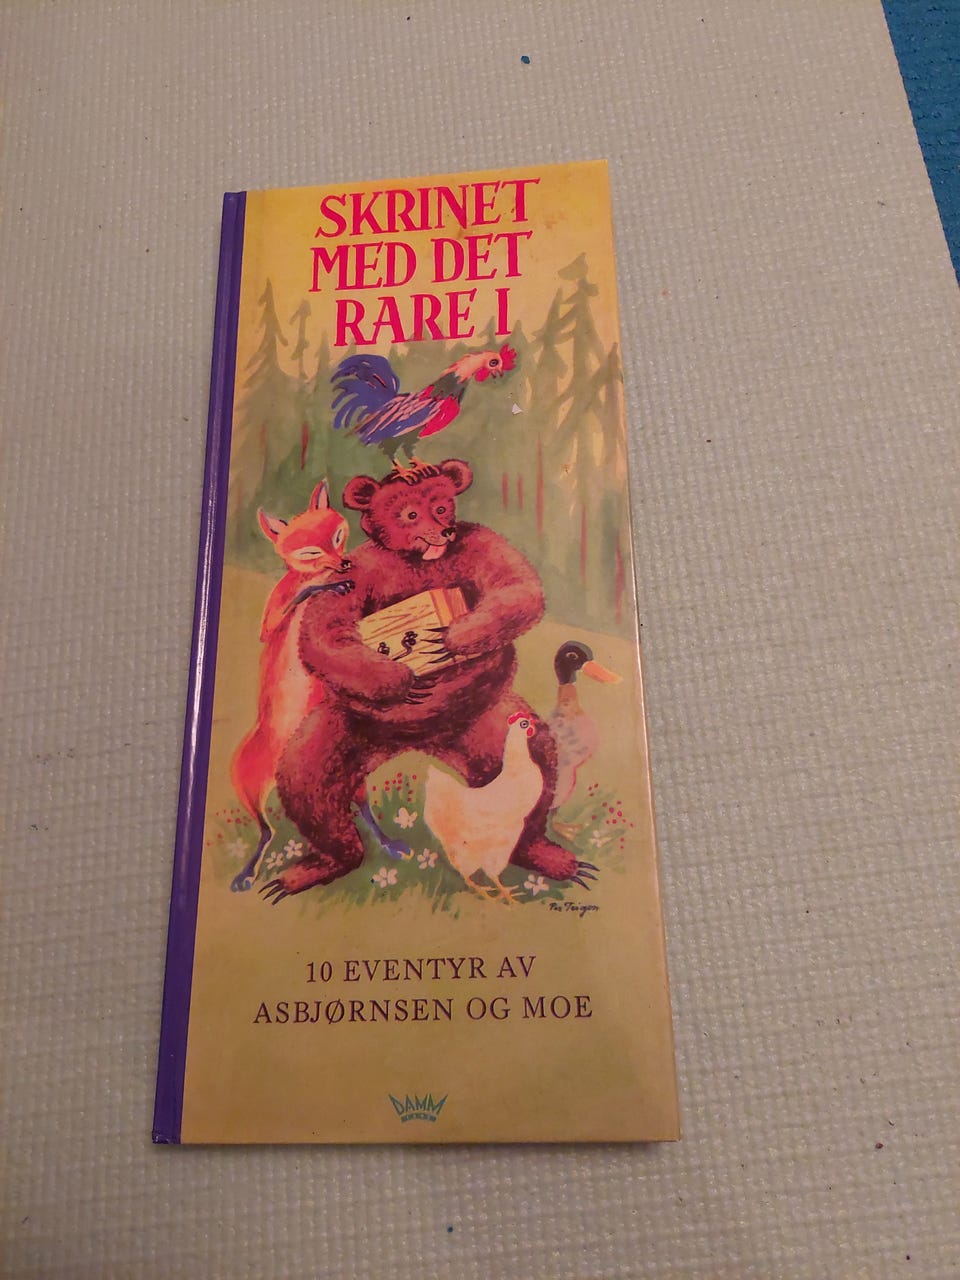 SKRINET
MED DET
RARE I
10 EVENTYR AV
ASBJØRNSEN OG MOE
DAMM